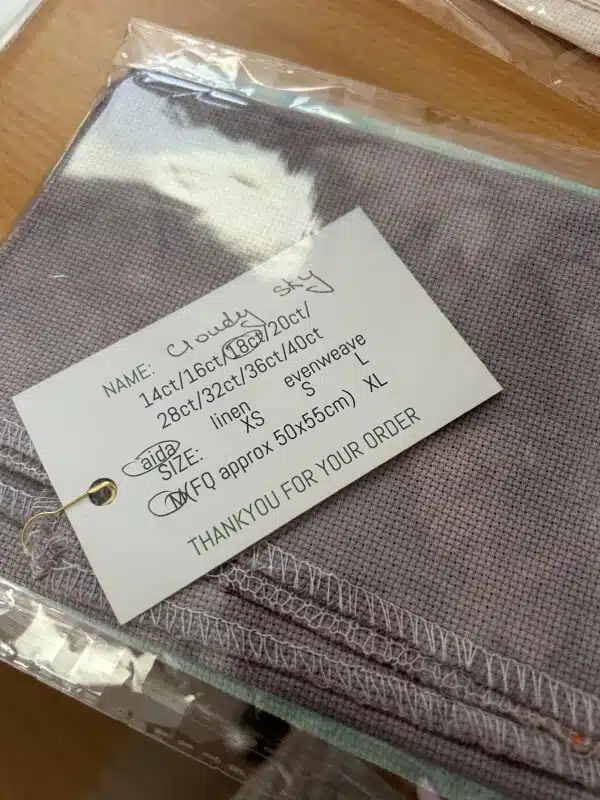 NAME: Cloudy sky
14ct/16ct/18ct/20ct/
28ct/32ct/36ct/40ct
aida linen evenweave
SIZE: XS S L
M(FQ approx 50x55cm) XL
THANKYOU FOR YOUR ORDER